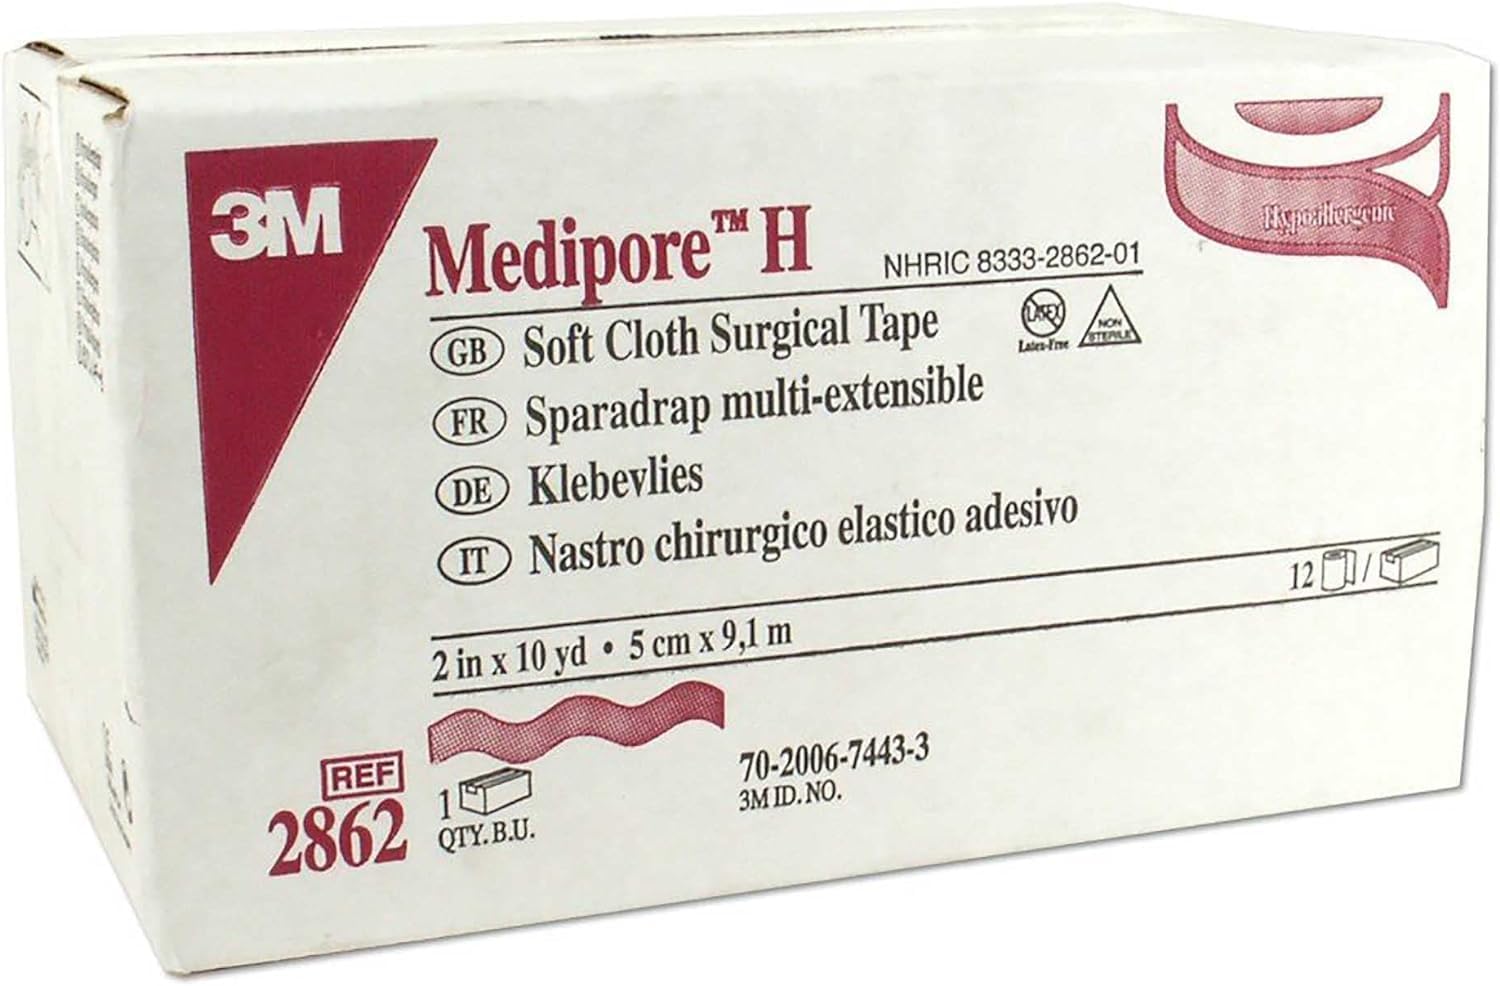 3M
Medipore™ H
NHRIC 8333-2862-01
Hypoallergenic
LATEX
Latex-Free
NON
STERILE
GB Soft Cloth Surgical Tape
FR Sparadrap multi-extensible
DE Klebevlies
IT Nastro chirurgico elastico adesivo
12 /
2 in x 10 yd • 5 cm x 9,1 m
REF
2862
1
QTY. B.U.
70-2006-7443-3
3M ID. NO.